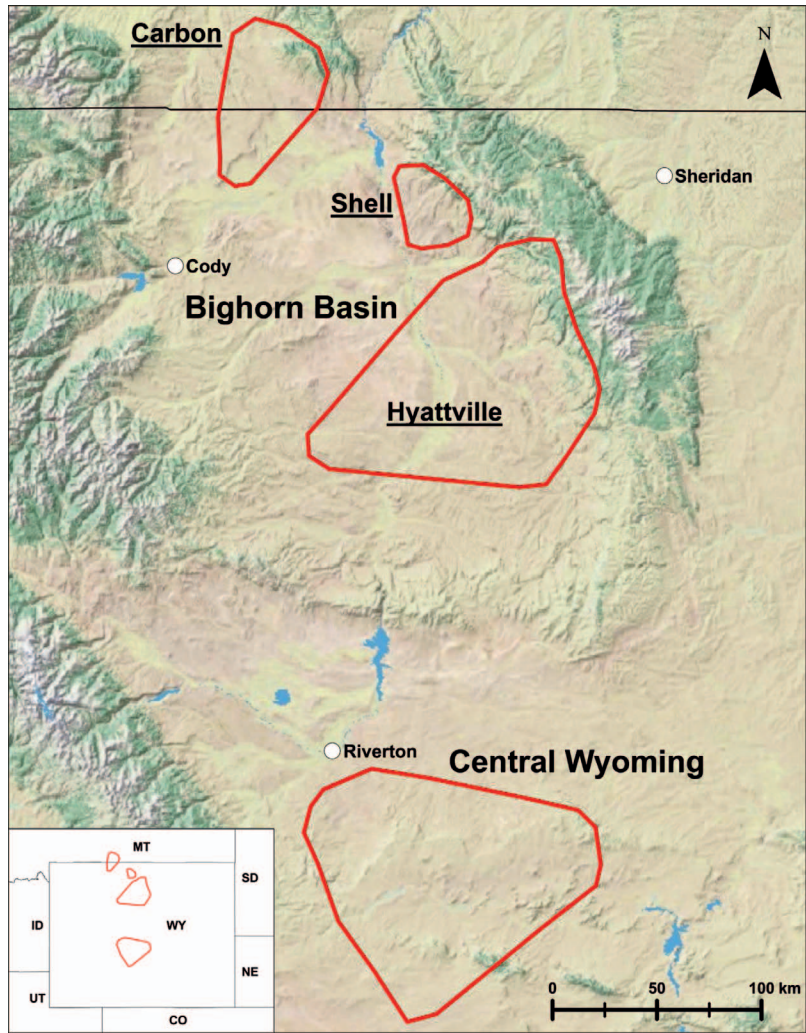 Carbon
N
Sheridan
Shell
Cody
Bighorn Basin
Hyattville
Riverton
Central Wyoming
MT
SD
ID
WY
NE
UT
CO
0 50 100 km